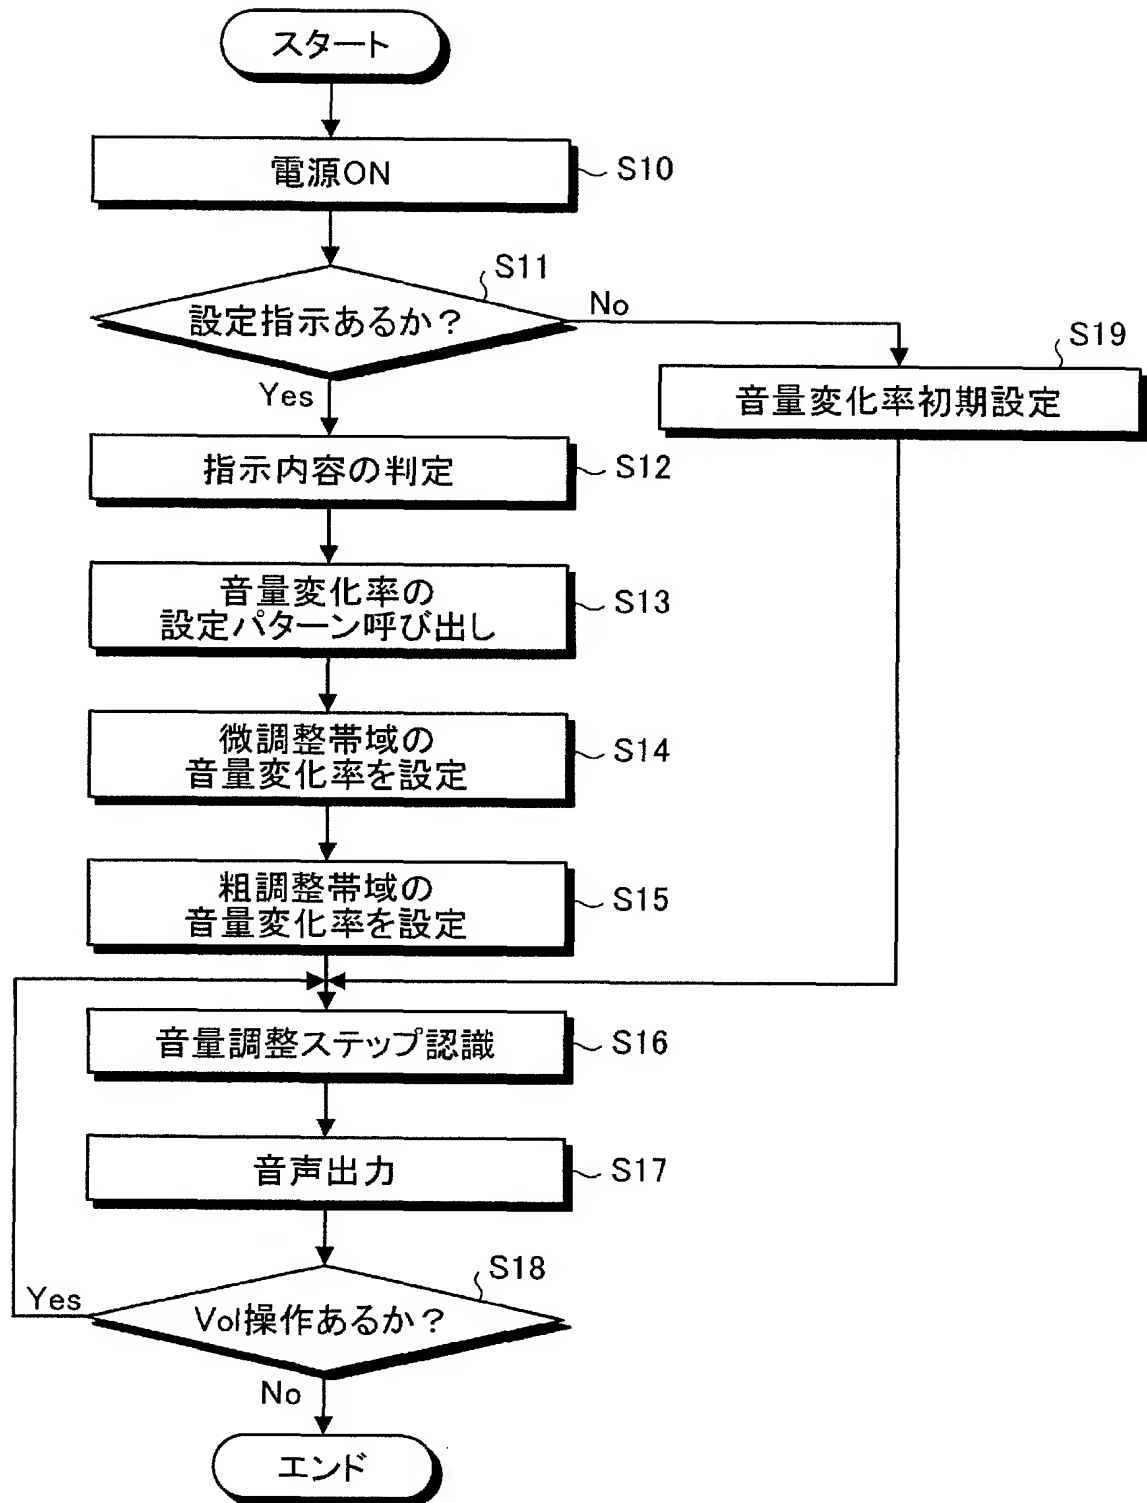 スタート
電源ON
S10
S11
設定指示あるか？
No
S19
音量変化率初期設定
Yes
指示内容の判定
S12
音量変化率の
設定パターン呼び出し
S13
微調整帯域の
音量変化率を設定
S14
粗調整帯域の
音量変化率を設定
S15
音量調整ステップ認識
S16
音声出力
S17
S18
Yes
Vol操作あるか？
No
エンド